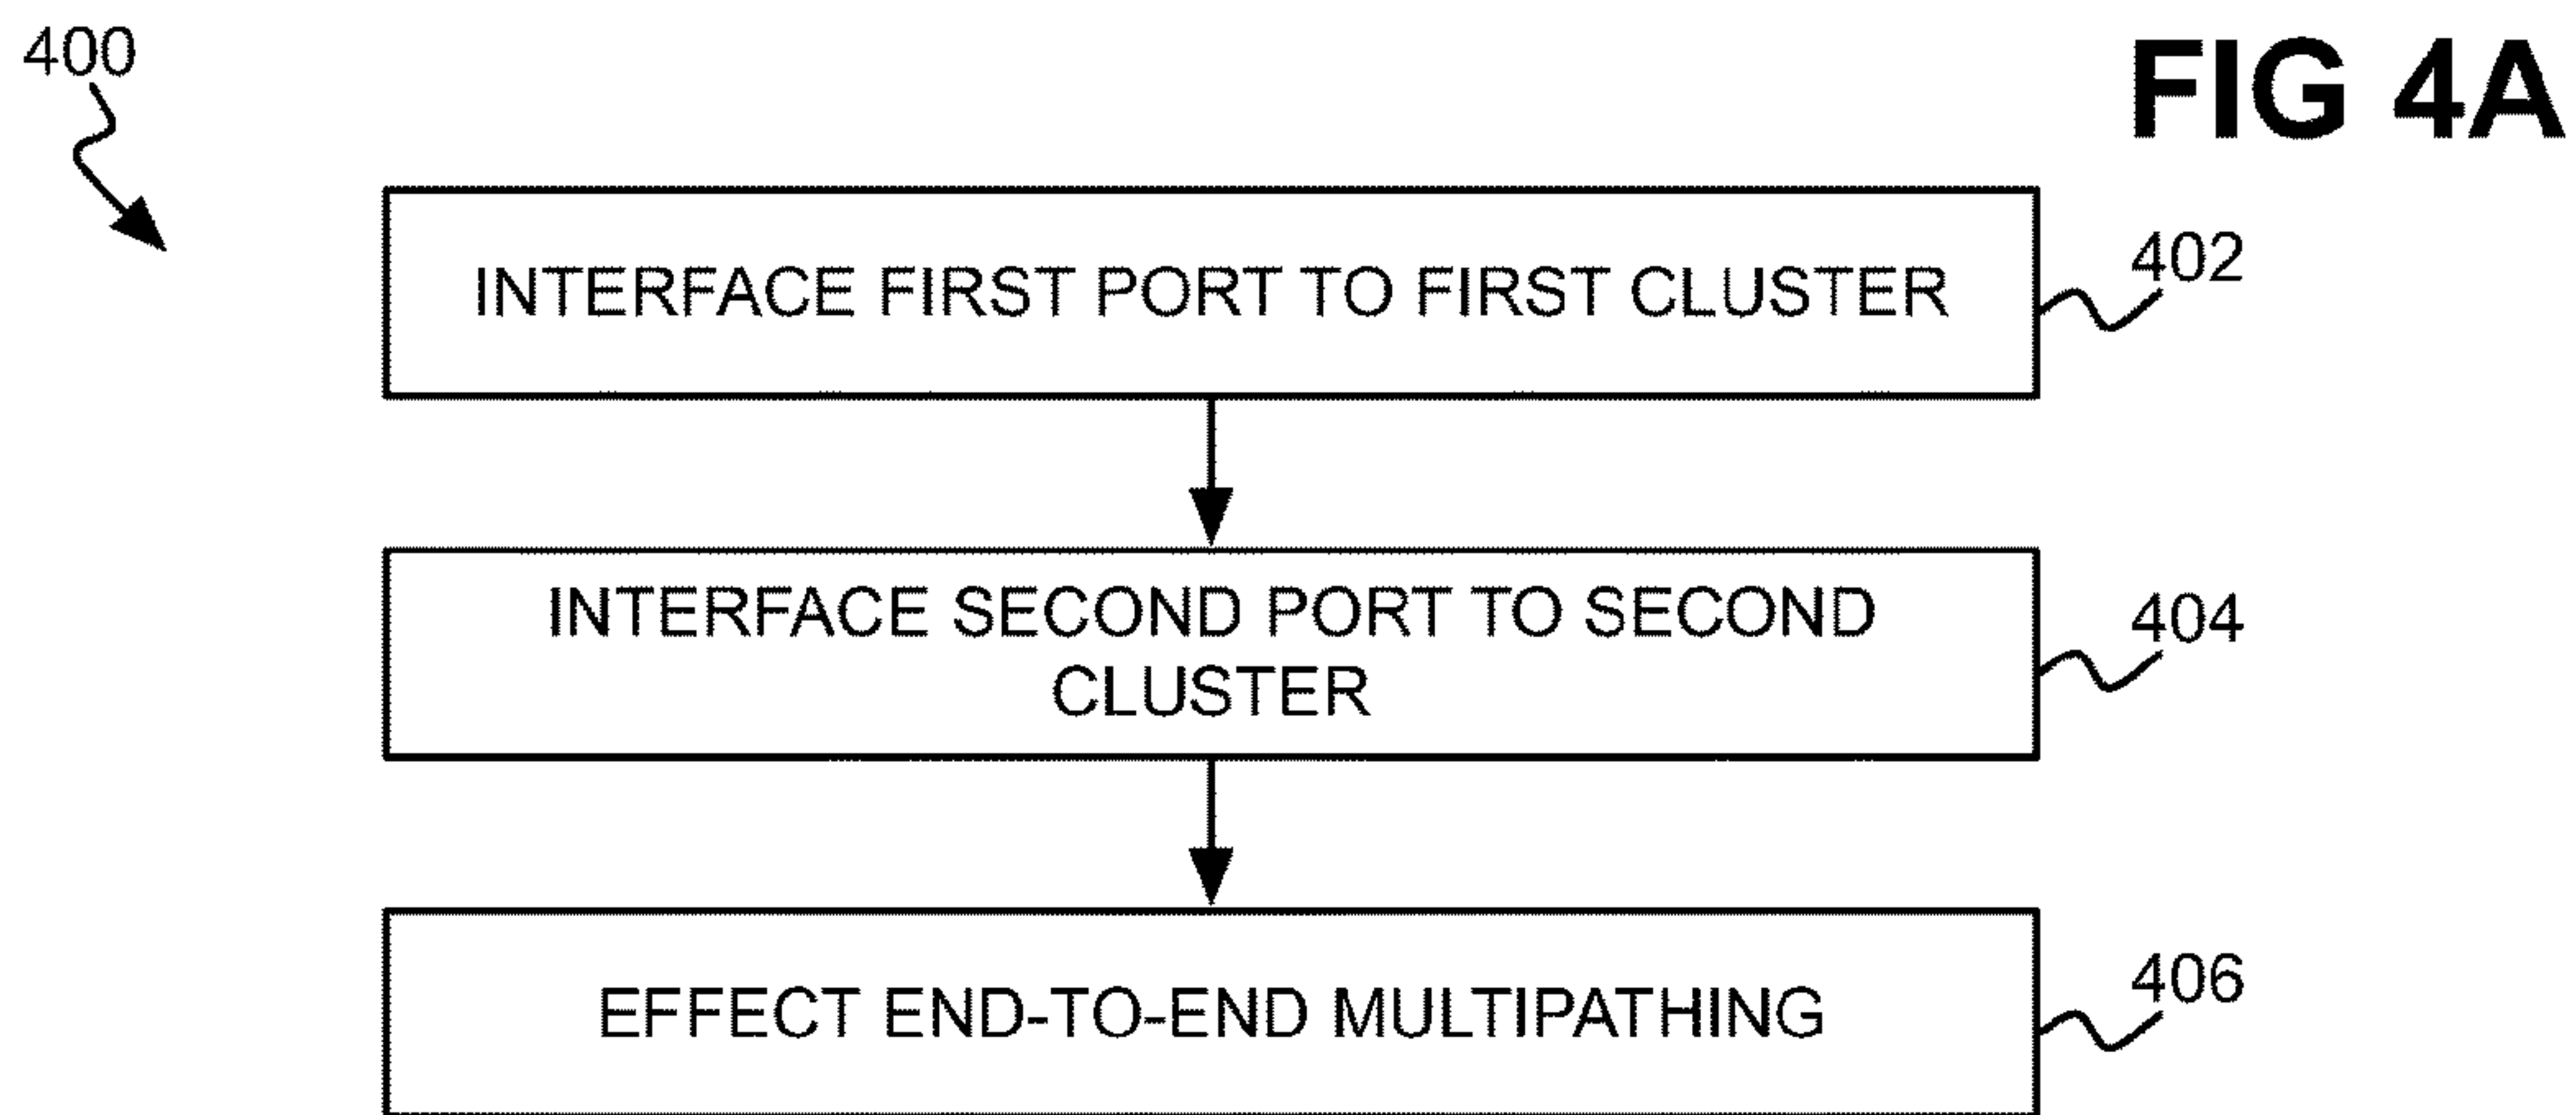 400
FIG 4A
INTERFACE FIRST PORT TO FIRST CLUSTER
402
INTERFACE SECOND PORT TO SECOND
CLUSTER
404
EFFECT END-TO-END MULTIPATHING
406